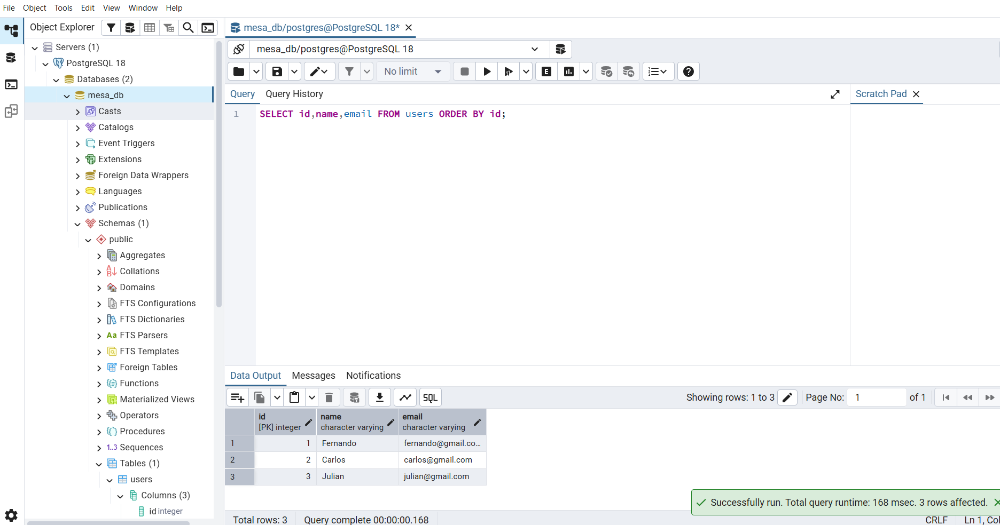 File Object Tools Edit View Window Help
Object Explorer
mesa_db/postgres@PostgreSQL 18*
Servers (1)
PostgreSQL 18
Databases (2)
mesa_db
Casts
Catalogs
Event Triggers
Extensions
Foreign Data Wrappers
Languages
Publications
Schemas (1)
public
Aggregates
Collations
Domains
FTS Configurations
FTS Dictionaries
Aa FTS Parsers
FTS Templates
Foreign Tables
Functions
Materialized Views
Operators
Procedures
1..3 Sequences
Tables (1)
users
Columns (3)
id integer
mesa_db/postgres@PostgreSQL 18
No limit
E
Query Query History
Scratch Pad
1 SELECT id,name,email FROM users ORDER BY id;
Data Output Messages Notifications
SQL
Showing rows: 1 to 3
Page No: 1 of 1
id name email
[PK] integer character varying character varying
1 1 Fernando fernando@gmail.co...
2 2 Carlos carlos@gmail.com
3 3 Julian julian@gmail.com
Successfully run. Total query runtime: 168 msec. 3 rows affected.
Total rows: 3 Query complete 00:00:00.168
CRLF Ln 1, Col